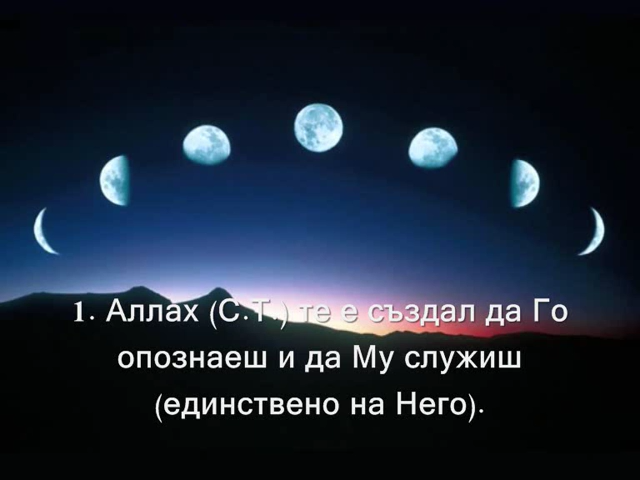 1. Аллах (С.Т.) те е създал да Го
опознаеш и да Му служиш
(единствено на Него).